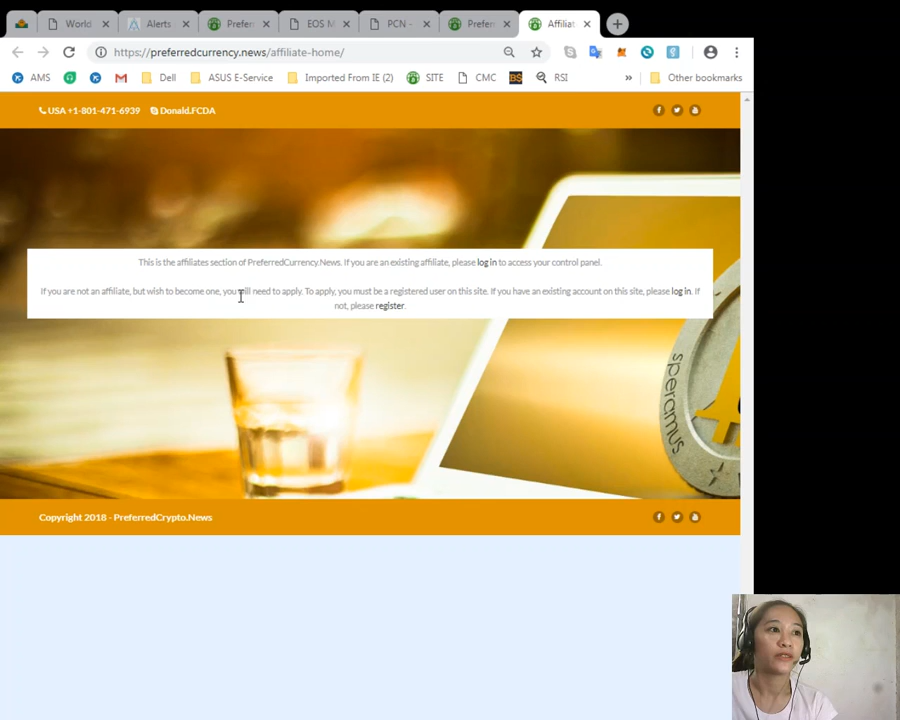 World
Alerts
Prefer
EOS M
PCN -
Prefer
Affiliat
https://preferredcurrency.news/affiliate-home/
AMS
Dell
ASUS E-Service
Imported From IE (2)
SITE
CMC
BS
RSI
»
Other bookmarks
USA +1-801-471-6939
Donald.FCDA
This is the affiliates section of PreferredCurrency.News. If you are an existing affiliate, please log in to access your control panel.
If you are not an affiliate, but wish to become one, you will need to apply. To apply, you must be a registered user on this site. If you have an existing account on this site, please log in. If
not, please register.
speramus
Copyright 2018 - PreferredCrypto.News